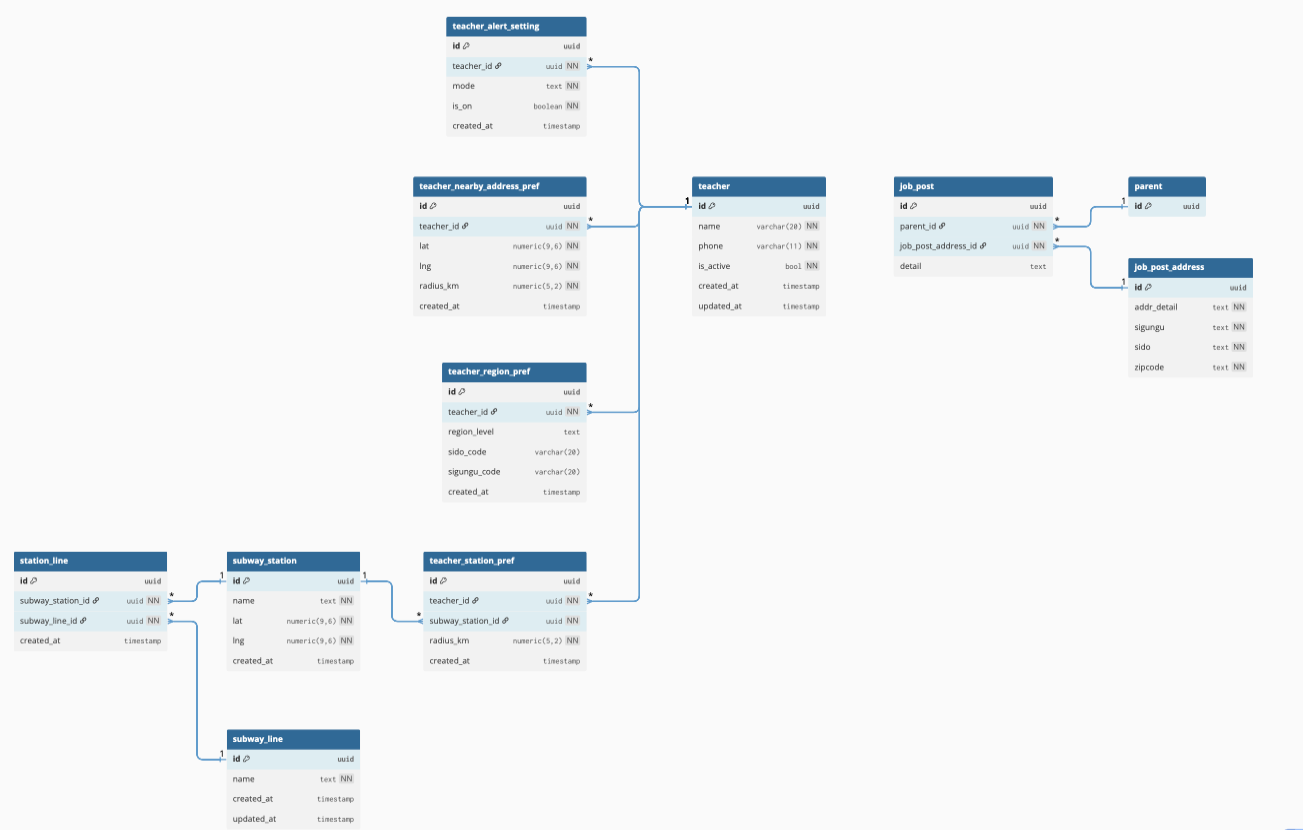 teacher_alert_setting
id uuid
teacher_id uuid NN
mode text NN
is_on boolean NN
created_at timestamp
teacher_nearby_address_pref
id uuid
teacher_id uuid NN
lat numeric(9,6) NN
lng numeric(9,6) NN
radius_km numeric(5,2) NN
created_at timestamp
teacher
id uuid
name varchar(20) NN
phone varchar(11) NN
is_active bool NN
created_at timestamp
updated_at timestamp
job_post
id uuid
parent_id uuid NN
job_post_address_id uuid NN
detail text
parent
id uuid
job_post_address
id uuid
addr_detail text NN
sigungu text NN
sido text NN
zipcode text NN
teacher_region_pref
id uuid
teacher_id uuid NN
region_level text
sido_code varchar(20)
sigungu_code varchar(20)
created_at timestamp
station_line
id uuid
subway_station_id uuid NN
subway_line_id uuid NN
created_at timestamp
subway_station
id uuid
name text NN
lat numeric(9,6) NN
lng numeric(9,6) NN
created_at timestamp
teacher_station_pref
id uuid
teacher_id uuid NN
subway_station_id uuid NN
radius_km numeric(5,2) NN
created_at timestamp
subway_line
id uuid
name text NN
created_at timestamp
updated_at timestamp
*
*
*
*
1
*
*
1
1
*
*
1
1
1
*